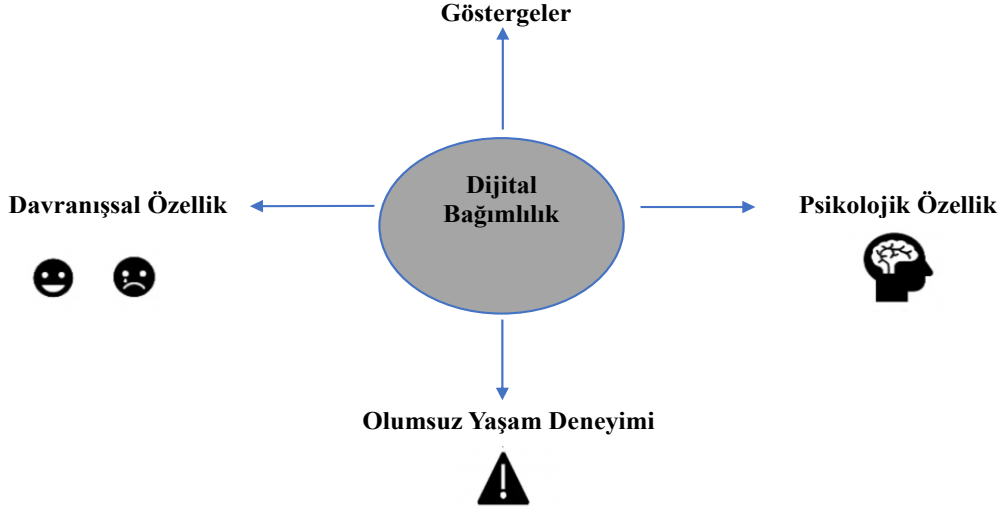 Göstergeler
Dijital
Bağımlılık
Davranışsal Özellik
Psikolojik Özellik
Olumsuz Yaşam Deneyimi